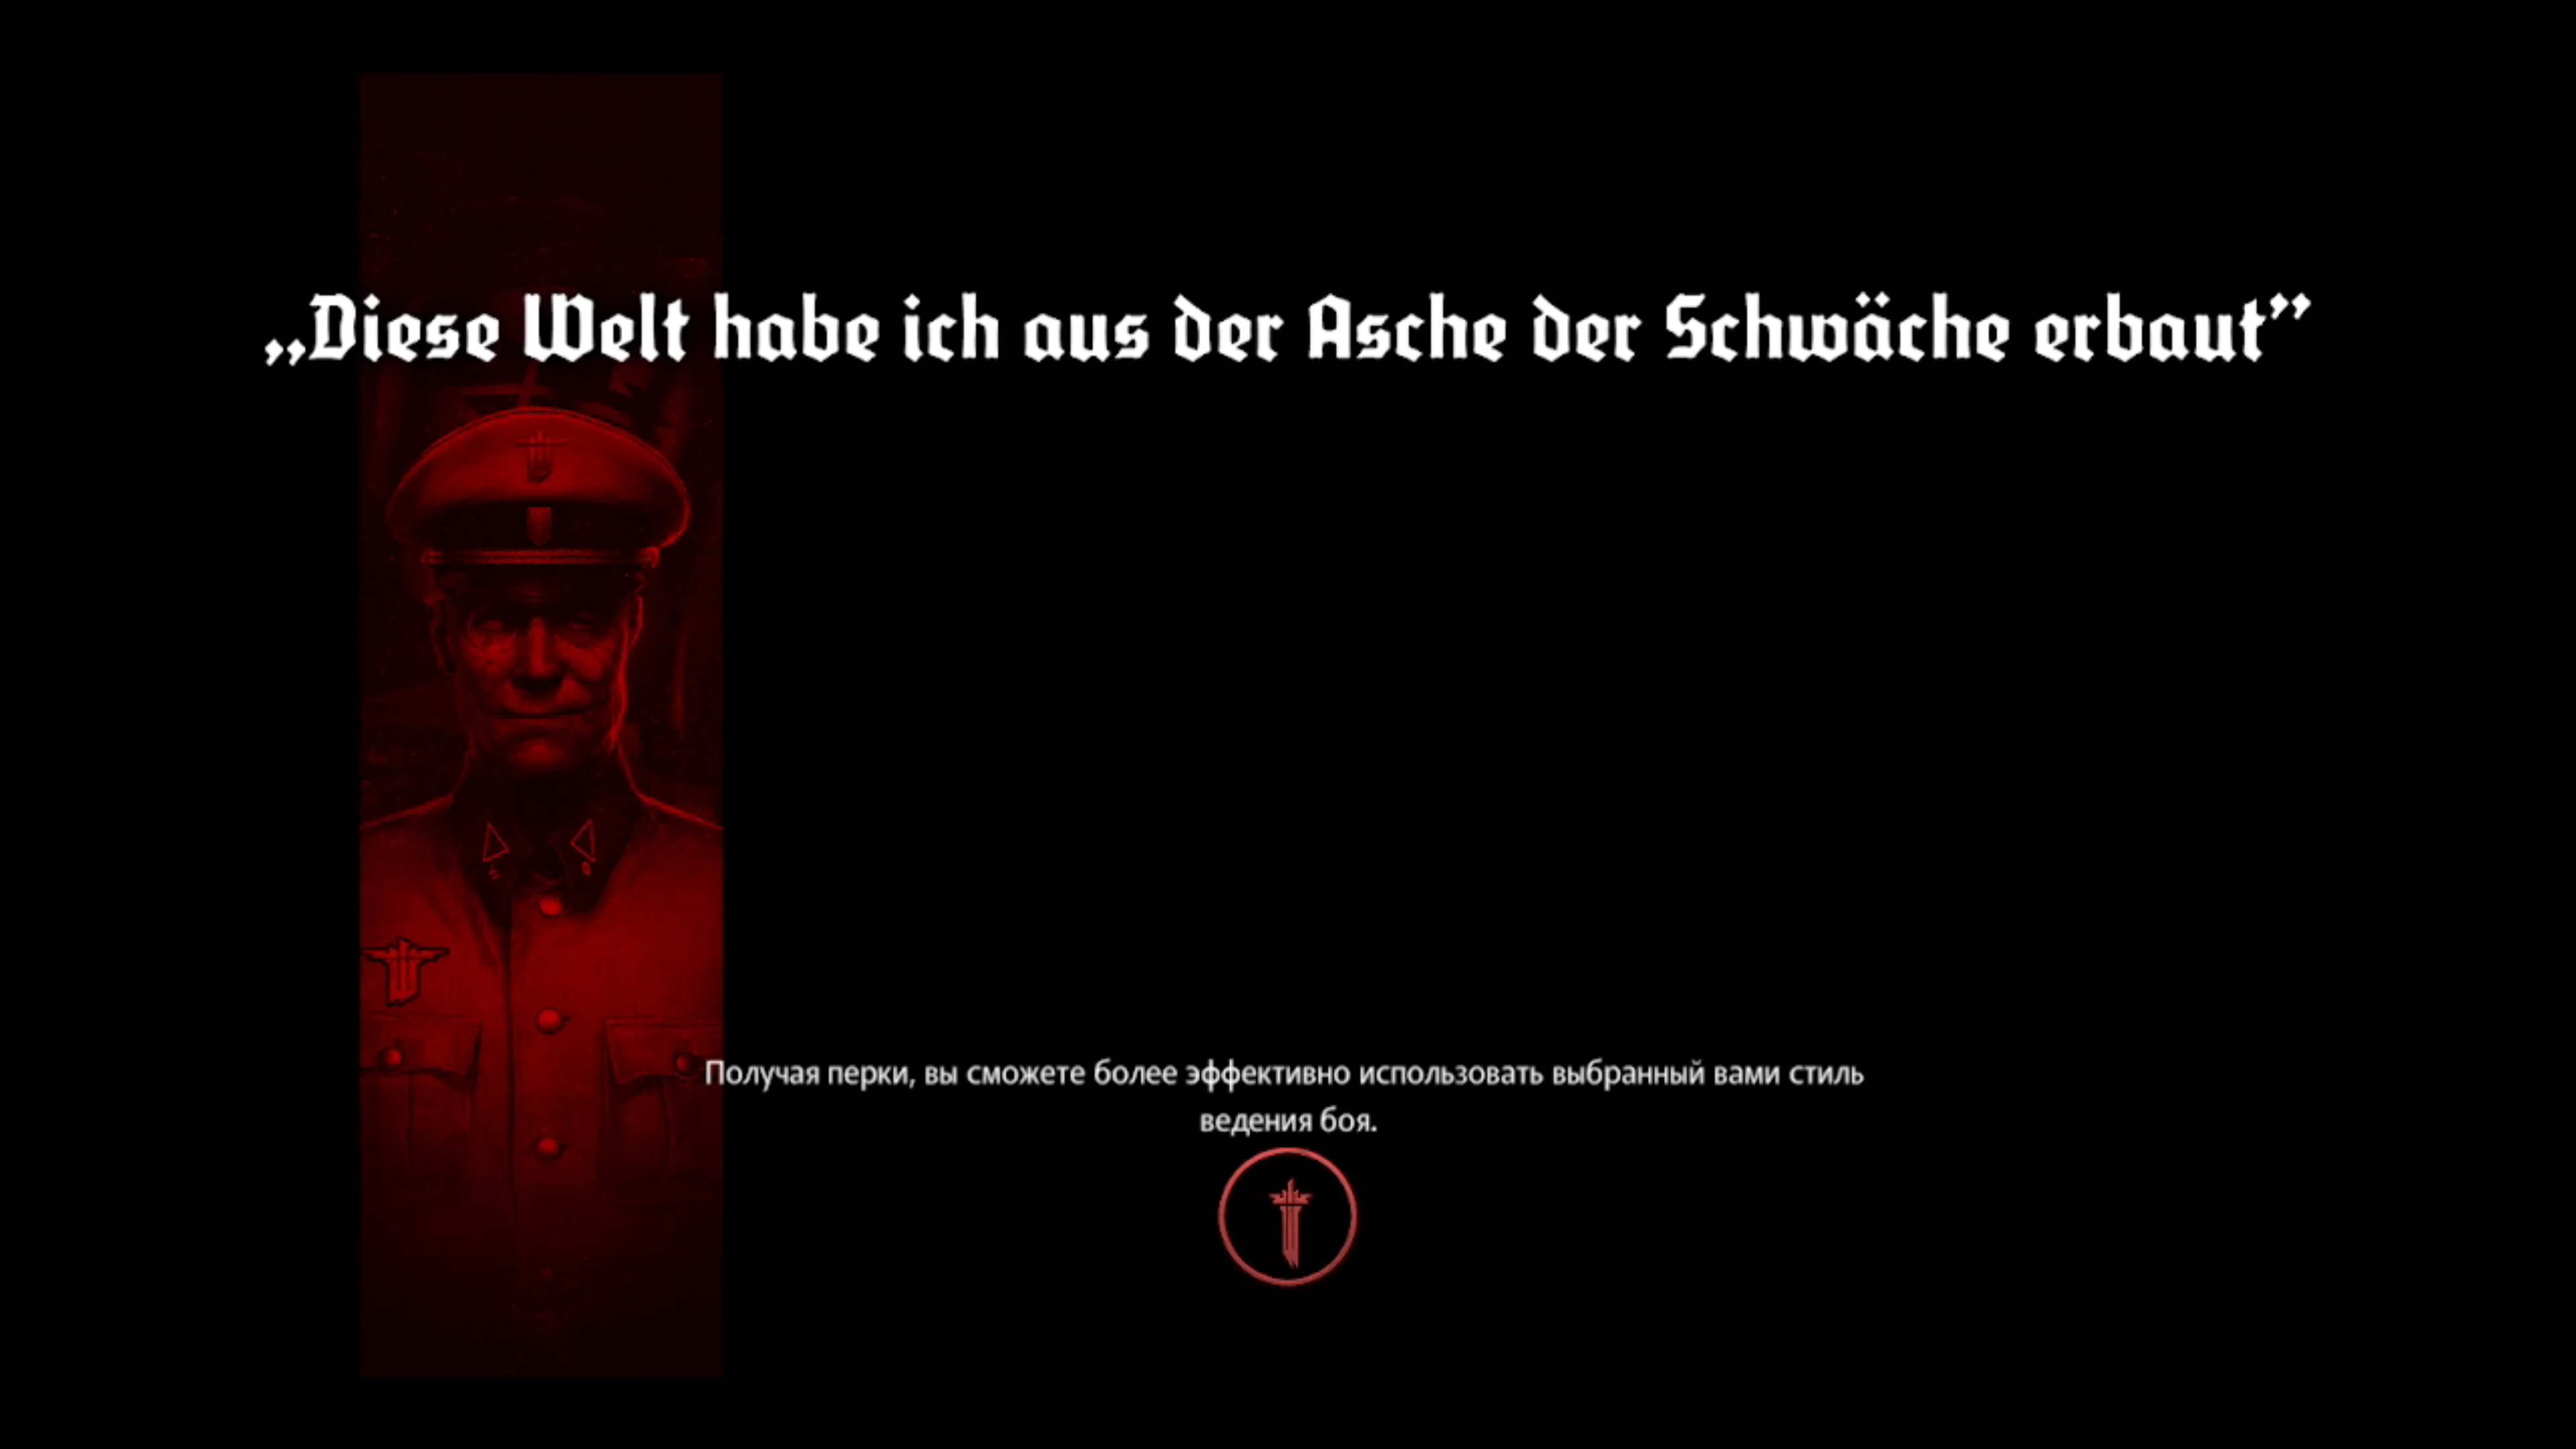 „Diese Welt habe ich aus der Asche der Schwäche erbaut”
Получая перки, вы сможете более эффективно использовать выбранный вами стиль
ведения боя.